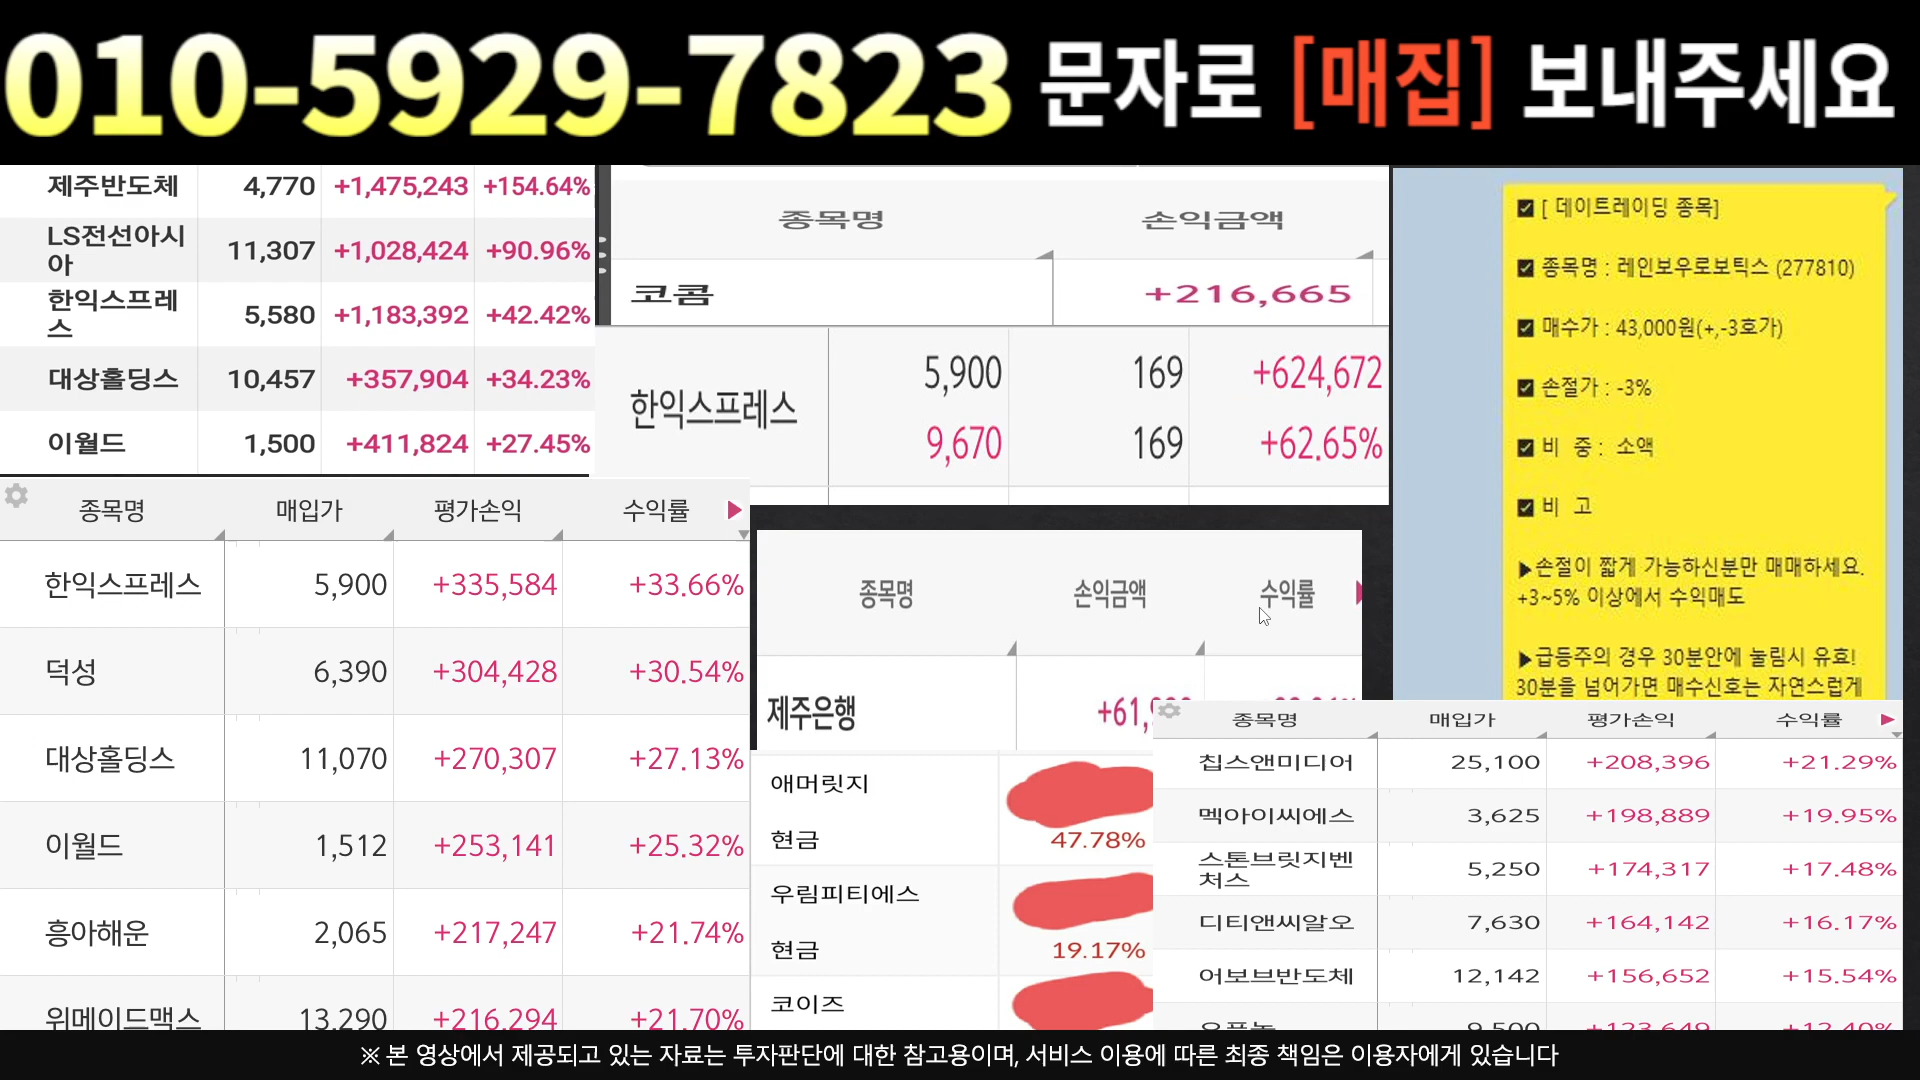 010-5929-7823 문자로 [매집] 보내주세요
제주반도체 4,770 +1,475,243 +154.64%
LS전선아시
아 11,307 +1,028,424 +90.96%
한익스프레
스 5,580 +1,183,392 +42.42%
대상홀딩스 10,457 +357,904 +34.23%
이월드 1,500 +411,824 +27.45%
종목명 손익금액
코콤 +216,665
한익스프레스 5,900 169 +624,672
9,670 169 +62.65%
[ 데이트레이딩 종목]
종목명 : 레인보우로보틱스 (277810)
매수가 : 43,000원(+,-3호가)
손절가 : -3%
비 중 : 소액
비 고
▶손절이 짧게 가능하신분만 매매하세요.
+3~5% 이상에서 수익매도
▶급등주의 경우 30분안에 눌림시 유효!
30분을 넘어가면 매수신호는 자연스럽게
종목명 매입가 평가손익 수익률
한익스프레스 5,900 +335,584 +33.66%
덕성 6,390 +304,428 +30.54%
대상홀딩스 11,070 +270,307 +27.13%
이월드 1,512 +253,141 +25.32%
흥아해운 2,065 +217,247 +21.74%
위메이드맥스 13,290 +216,294 +21.70%
종목명 손익금액 수익률
제주은행 +61,
애머릿지
현금 47.78%
우림피티에스
현금 19.17%
코이즈
종목명 매입가 평가손익 수익률
칩스앤미디어 25,100 +208,396 +21.29%
멕아이씨에스 3,625 +198,889 +19.95%
스톤브릿지벤
처스 5,250 +174,317 +17.48%
디티앤씨알오 7,630 +164,142 +16.17%
어보브반도체 12,142 +156,652 +15.54%
※ 본 영상에서 제공되고 있는 자료는 투자판단에 대한 참고용이며, 서비스 이용에 따른 최종 책임은 이용자에게 있습니다